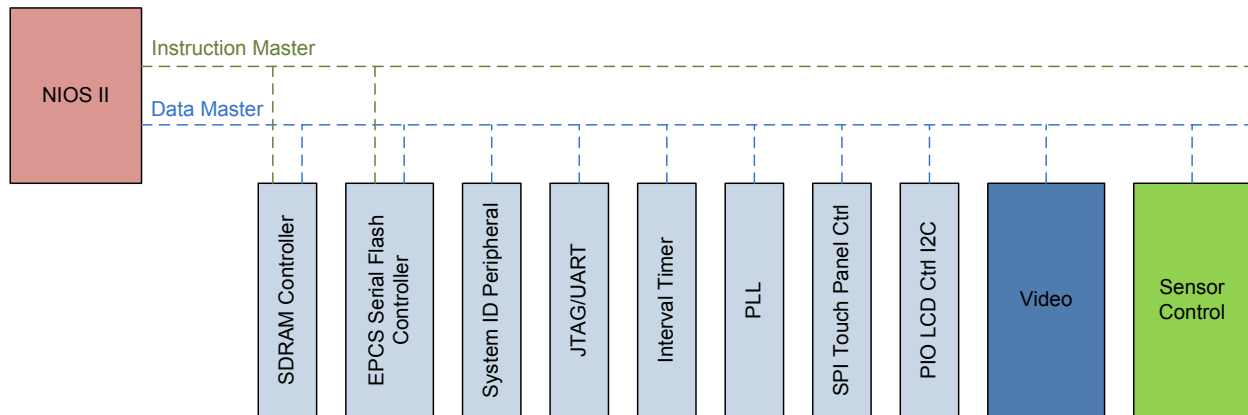 Instruction Master
NIOS II
Data Master
SDRAM Controller
EPCS Serial Flash
Controller
System ID Peripheral
JTAG/UART
Interval Timer
PLL
SPI Touch Panel Ctrl
PIO LCD Ctrl I2C
Video
Sensor
Control